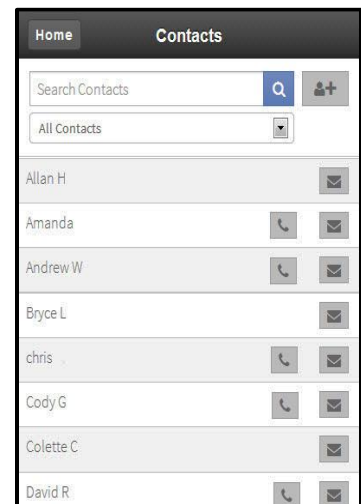 Home Contacts
Search Contacts
All Contacts
Allan H
Amanda
Andrew W
Bryce L
chris
Cody G
Colette C
David R